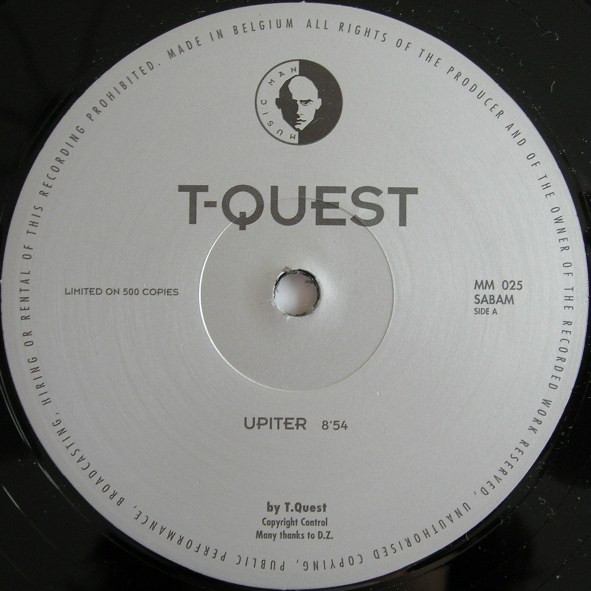 MADE IN BELGIUM ALL RIGHTS OF THE PRODUCER AND OF THE OWNER OF THE RECORDED WORK RESERVED, UNAUTHORISED COPYING, PUBLIC PERFORMANCE, BROADCASTING, HIRING OR RENTAL OF THIS RECORDING PROHIBITED.
MUSIC MAN
T-QUEST
LIMITED ON 500 COPIES
MM 025
SABAM
SIDE A
UPITER 8'54
by T.Quest
Copyright Control
Many thanks to D.Z.